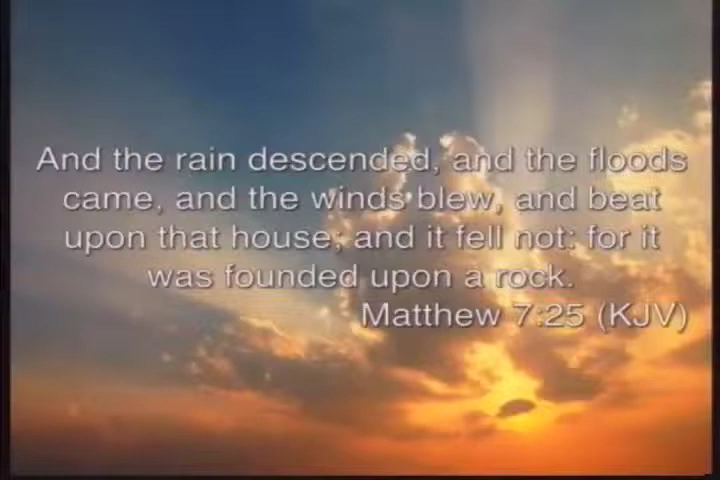 And the rain descended, and the floods
came, and the winds blew, and beat
upon that house; and it fell not: for it
was founded upon a rock.
Matthew 7:25 (KJV)